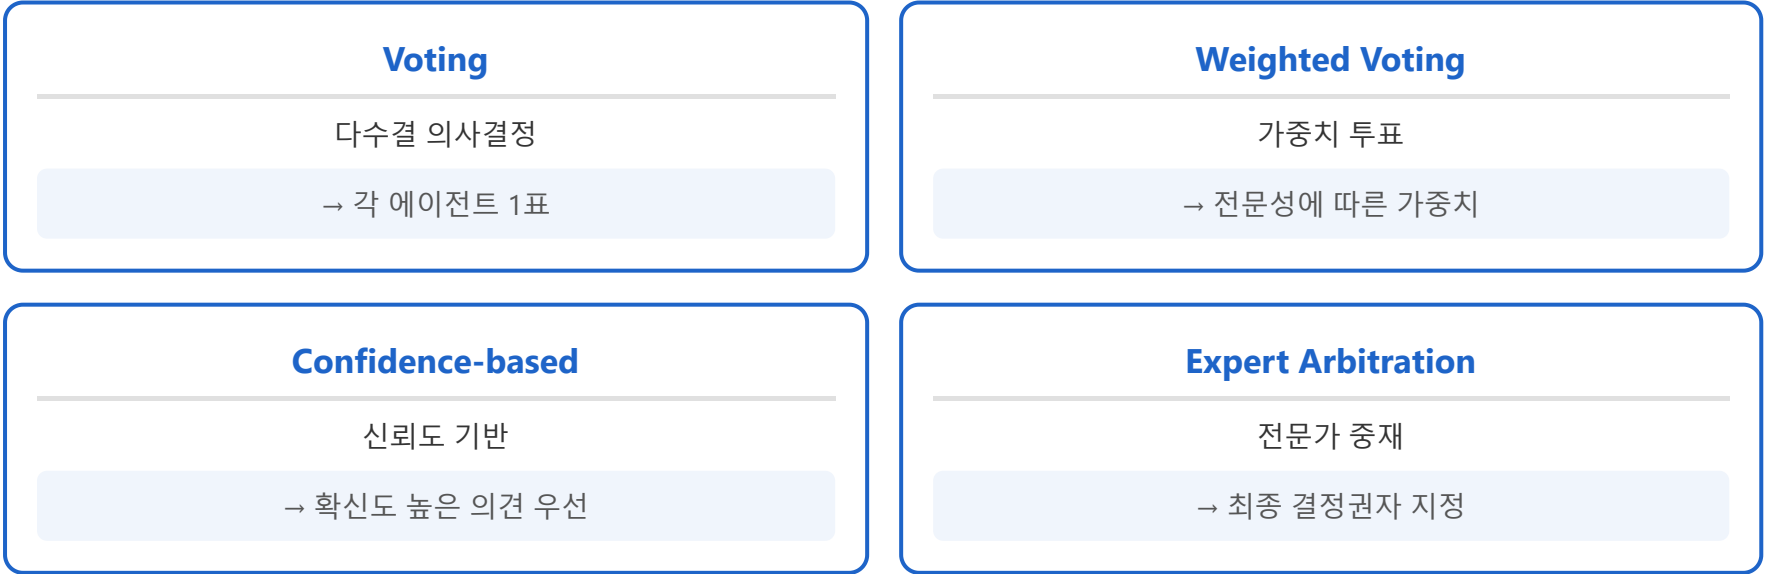 Voting
다수결 의사결정
→ 각 에이전트 1표
Weighted Voting
가중치 투표
→ 전문성에 따른 가중치
Confidence-based
신뢰도 기반
→ 확신도 높은 의견 우선
Expert Arbitration
전문가 중재
→ 최종 결정권자 지정